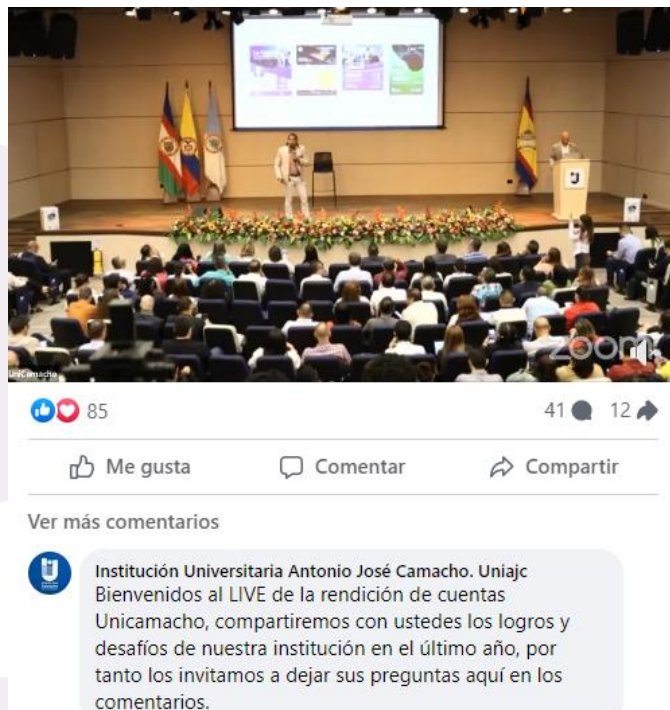 zoom
UniCamacho
85
41 12
Me gusta Comentar Compartir
Ver más comentarios
Institución Universitaria Antonio José Camacho. Uniajc
Bienvenidos al LIVE de la rendición de cuentas
Unicamacho, compartiremos con ustedes los logros y
desafíos de nuestra institución en el último año, por
tanto los invitamos a dejar sus preguntas aquí en los
comentarios.